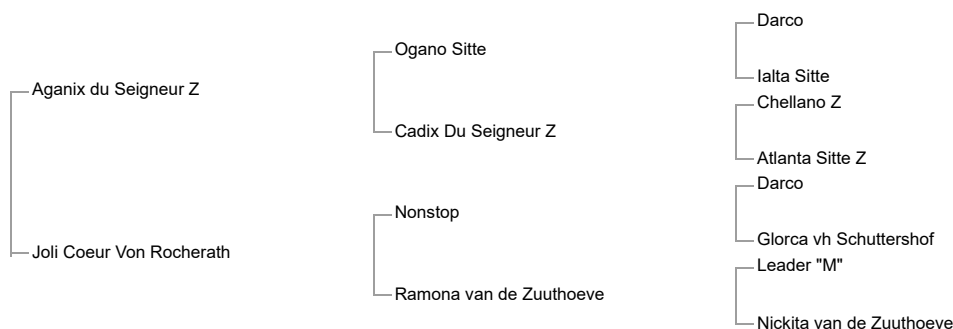 Darco
Ogano Sitte
Ialta Sitte
Aganix du Seigneur Z
Chellano Z
Cadix Du Seigneur Z
Atlanta Sitte Z
Darco
Nonstop
Glorca vh Schuttershof
Joli Coeur Von Rocherath
Leader "M"
Ramona van de Zuuthoeve
Nickita van de Zuuthoeve